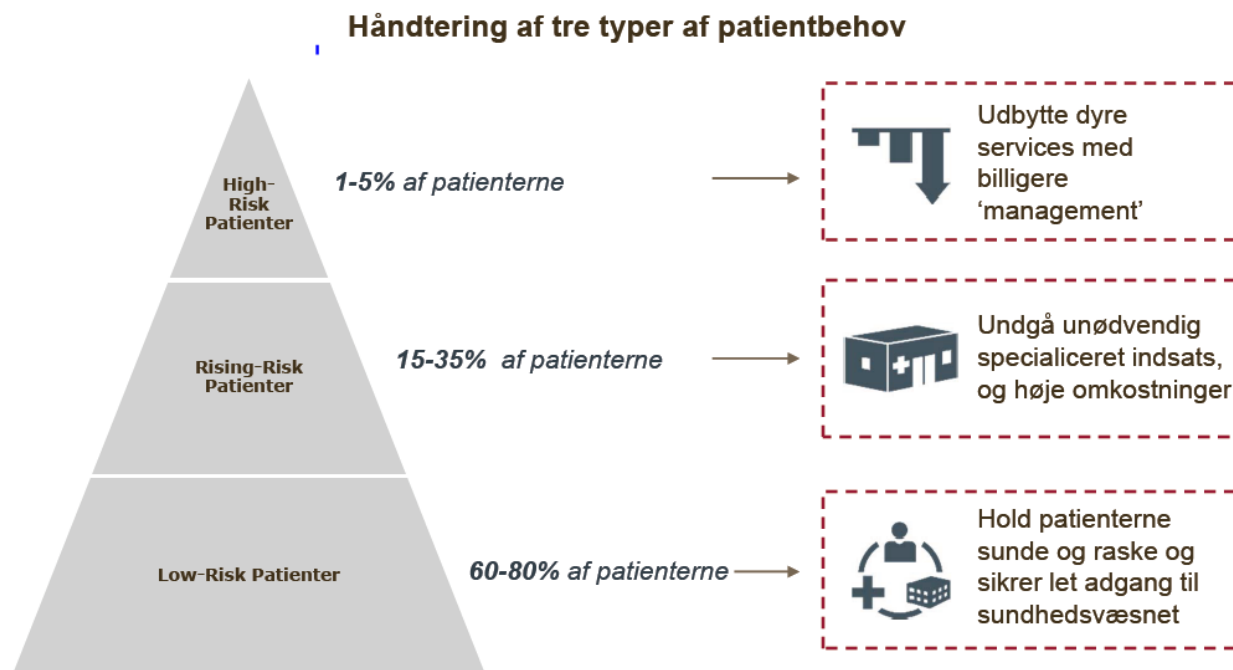 Håndtering af tre typer af patientbehov
High-
Risk
Patienter
1-5% af patienterne
Udbytte dyre
services med
billigere
‘management’
Rising-Risk
Patienter
15-35% af patienterne
Undgå unødvendig
specialiceret indsats,
og høje omkostninger
Low-Risk Patienter
60-80% af patienterne
Hold patienterne
sunde og raske og
sikrer let adgang til
sundhedsvæsnet